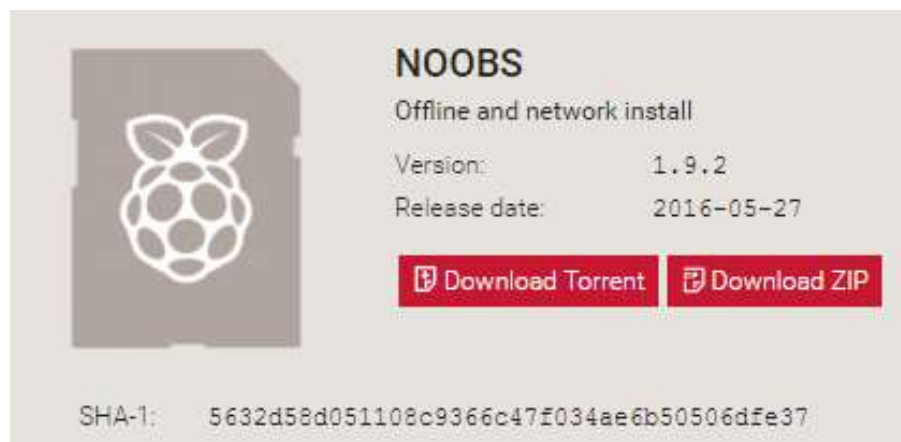 NOOBS
Offline and network install
Version: 1.9.2
Release date: 2016-05-27
Download Torrent Download ZIP
SHA-1: 5632d58d051108c9366c47f034ae6b50506dfe37